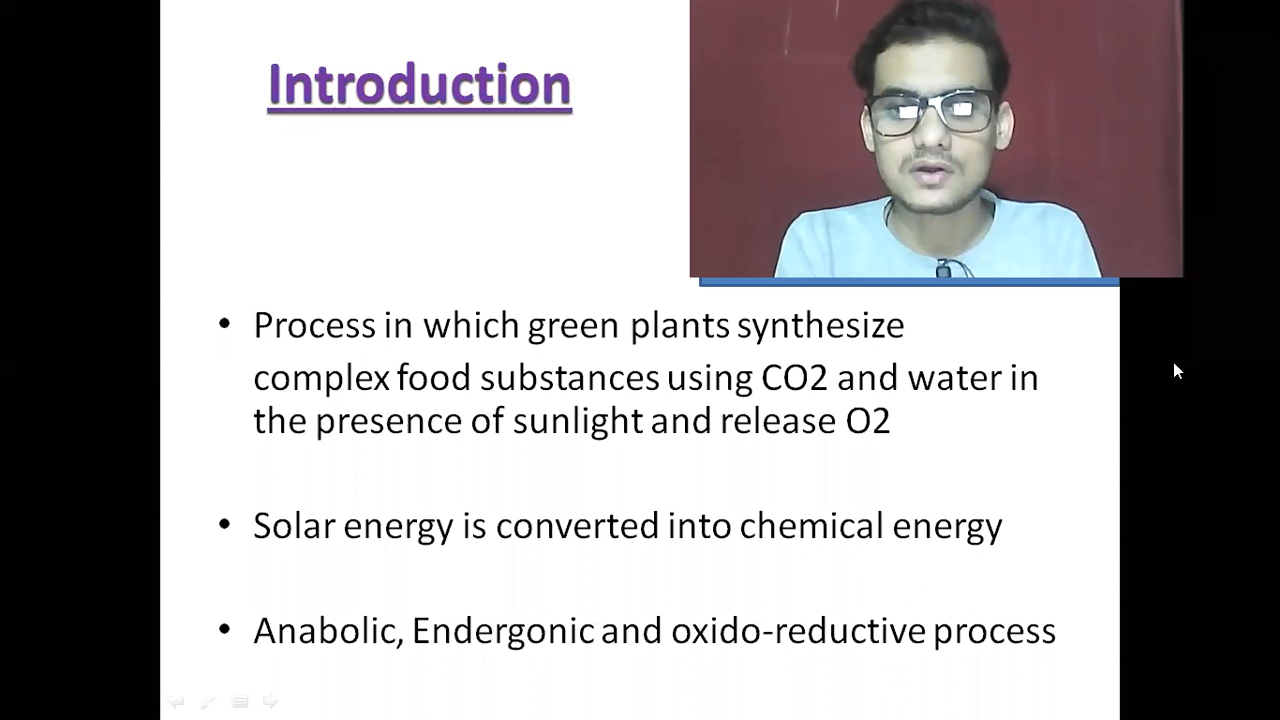 Introduction
• Process in which green plants synthesize
complex food substances using CO2 and water in
the presence of sunlight and release O2
• Solar energy is converted into chemical energy
• Anabolic, Endergonic and oxido-reductive process